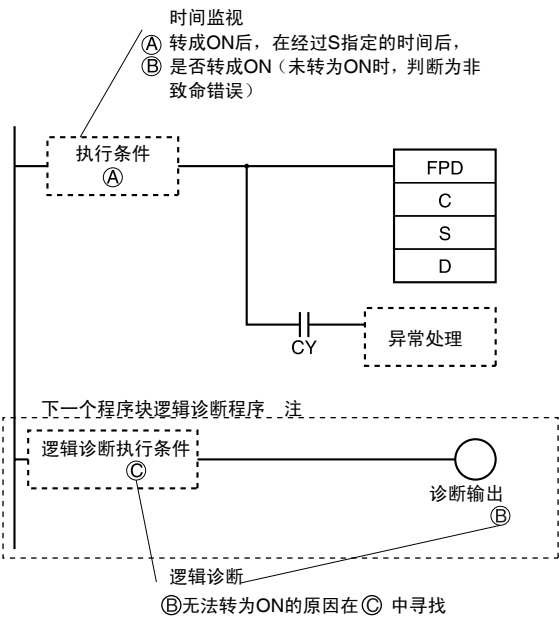 时间监视
Ⓐ 转成ON后，在经过S指定的时间后，
Ⓑ 是否转成ON（未转为ON时，判断为非
致命错误）
执行条件
Ⓐ
FPD
C
S
D
CY
异常处理
下一个程序块逻辑诊断程序 注
逻辑诊断执行条件
Ⓒ
诊断输出
Ⓑ
逻辑诊断
Ⓑ无法转为ON的原因在Ⓒ 中寻找